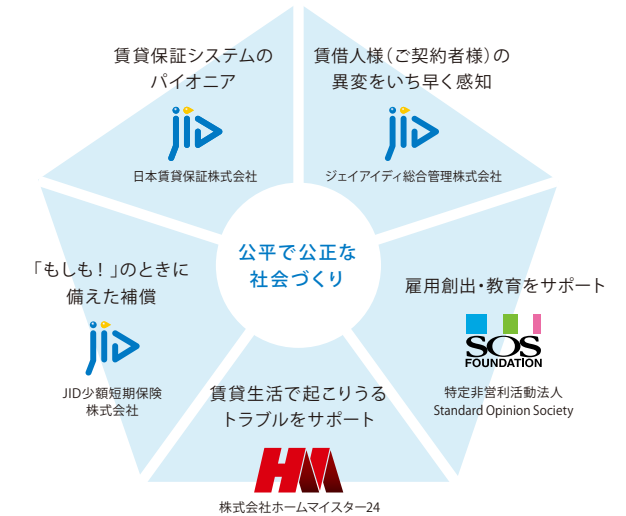 賃貸保証システムの
パイオニア
jID
日本賃貸保証株式会社
賃借人様（ご契約者様）の
異変をいち早く感知
jID
ジェイアイディ総合管理株式会社
公平で公正な
社会づくり
「もしも！」のときに
備えた補償
jID
JID少額短期保険
株式会社
雇用創出・教育をサポート
SOS
FOUNDATION
特定非営利活動法人
Standard Opinion Society
賃貸生活で起こりうる
トラブルをサポート
HM
株式会社ホームマイスター24